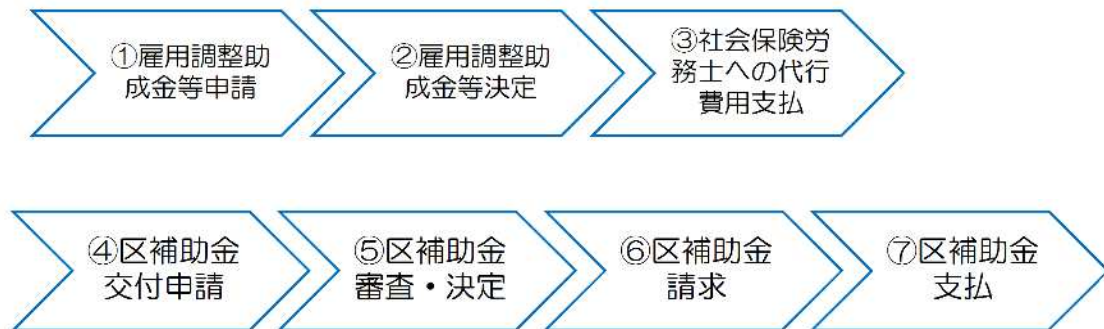 ①雇用調整助
成金等申請
②雇用調整助
成金等決定
③社会保険労
務士への代行
費用支払
④区補助金
交付申請
⑤区補助金
審査・決定
⑥区補助金
請求
⑦区補助金
支払